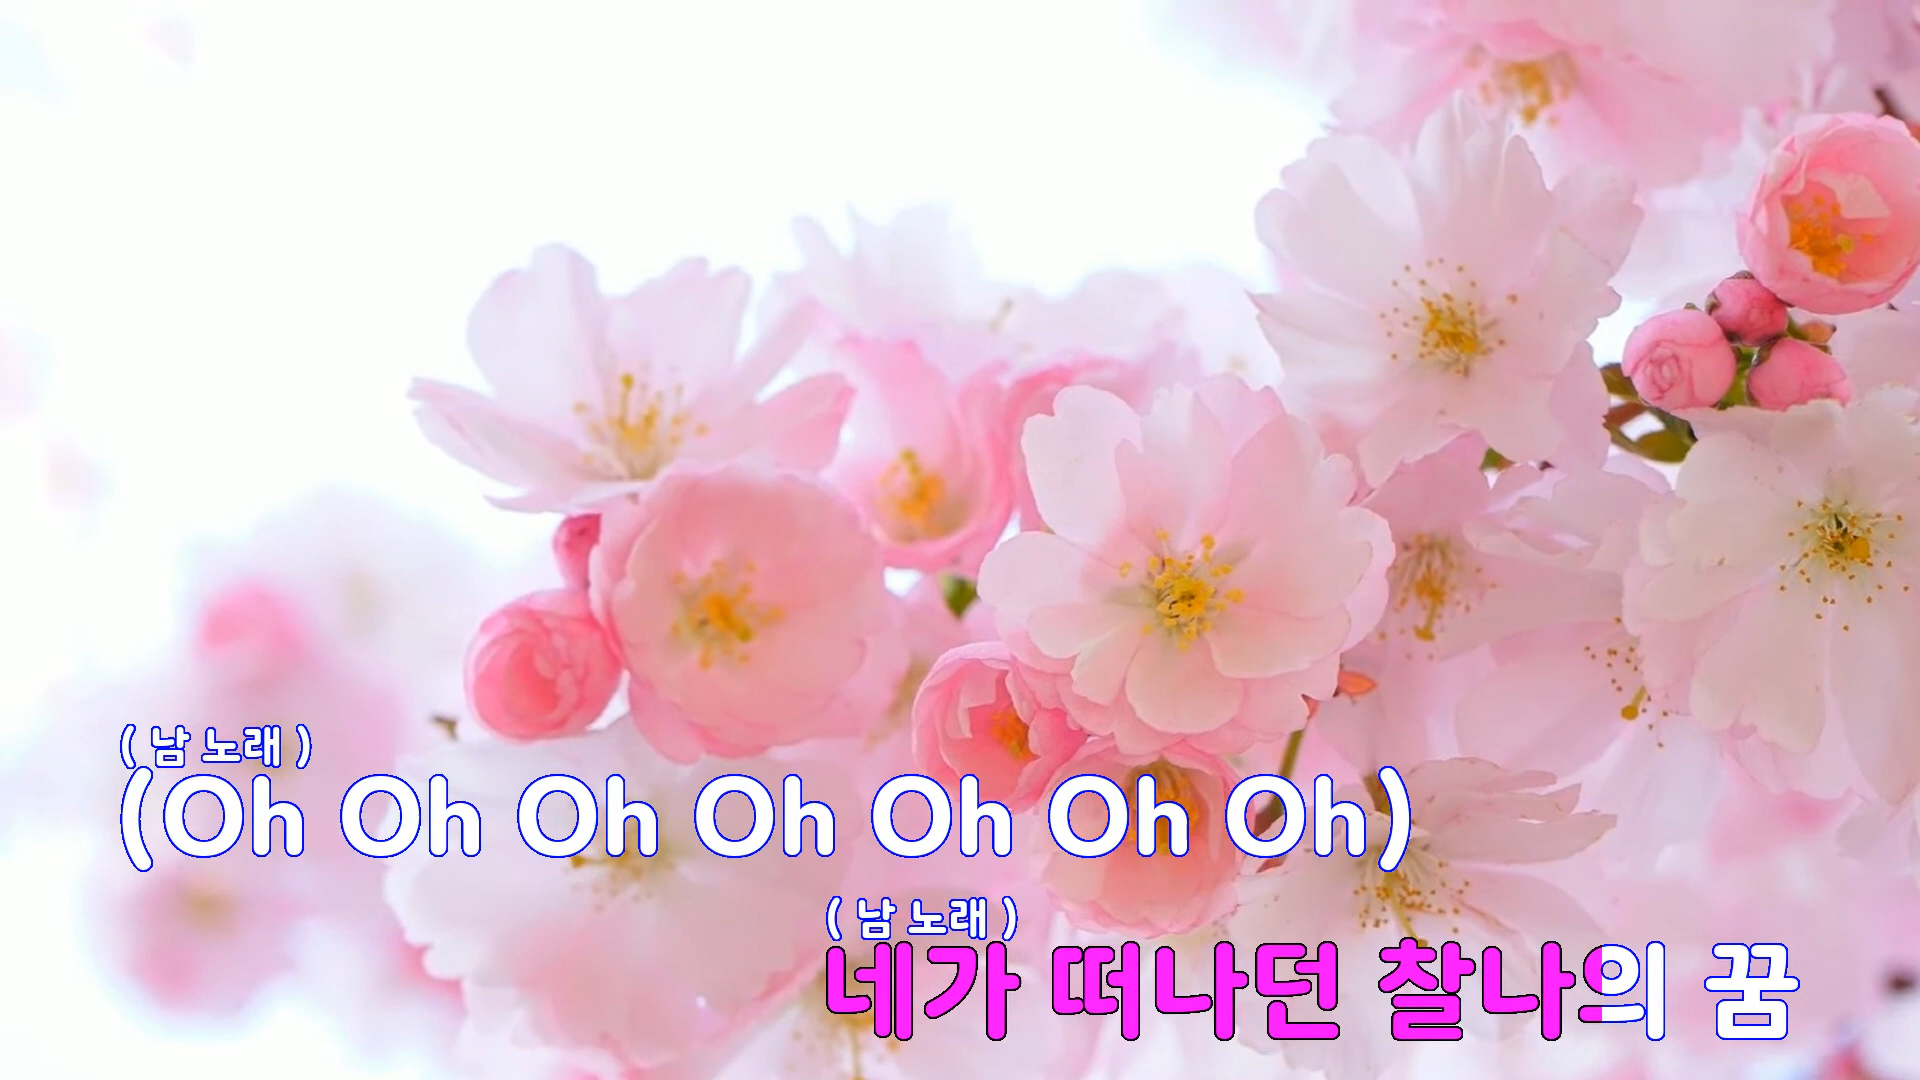 ( 남 노래 )
(Oh Oh Oh Oh Oh Oh Oh)
( 남 노래 )
네가 떠나던 찰나의 꿈